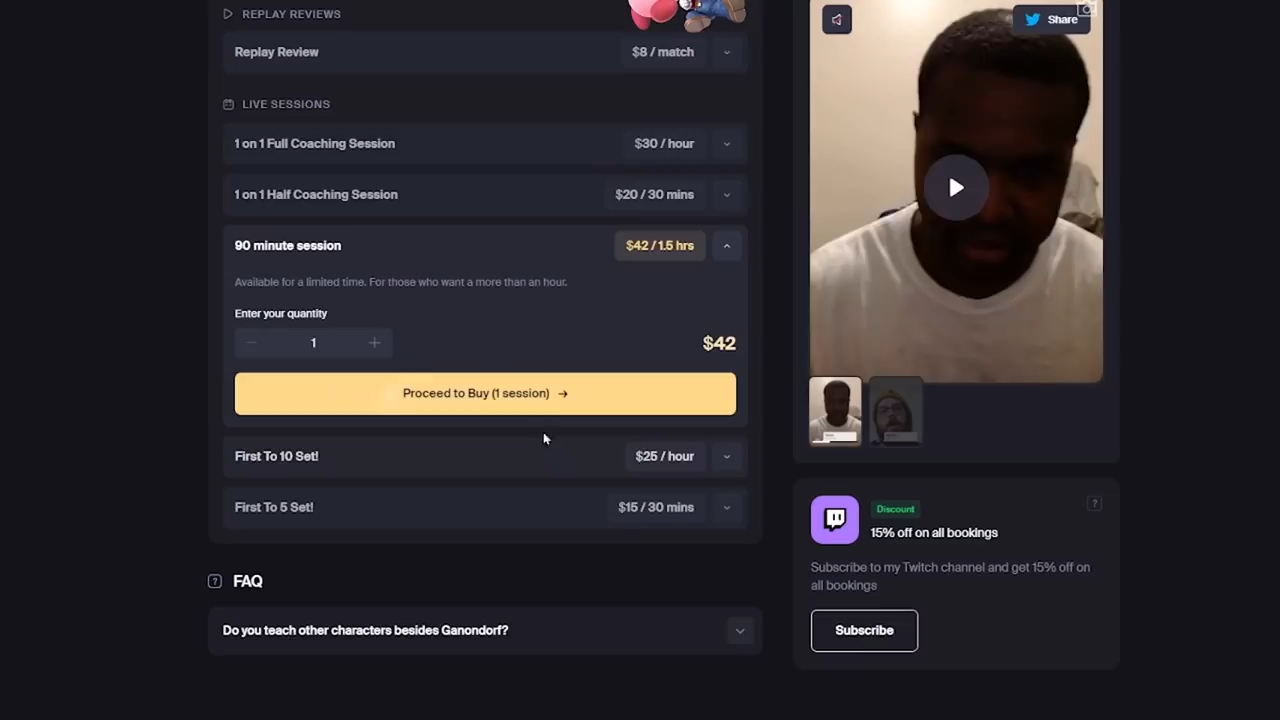 REPLAY REVIEWS
Replay Review
$8 / match
LIVE SESSIONS
1 on 1 Full Coaching Session
$30 / hour
1 on 1 Half Coaching Session
$20 / 30 mins
90 minute session
$42 / 1.5 hrs
Available for a limited time. For those who want a more than an hour.
Enter your quantity
1
$42
Proceed to Buy (1 session) →
First To 10 Set!
$25 / hour
First To 5 Set!
$15 / 30 mins
? FAQ
Do you teach other characters besides Ganondorf?
Share
?
Discount
15% off on all bookings
Subscribe to my Twitch channel and get 15% off on
all bookings
Subscribe